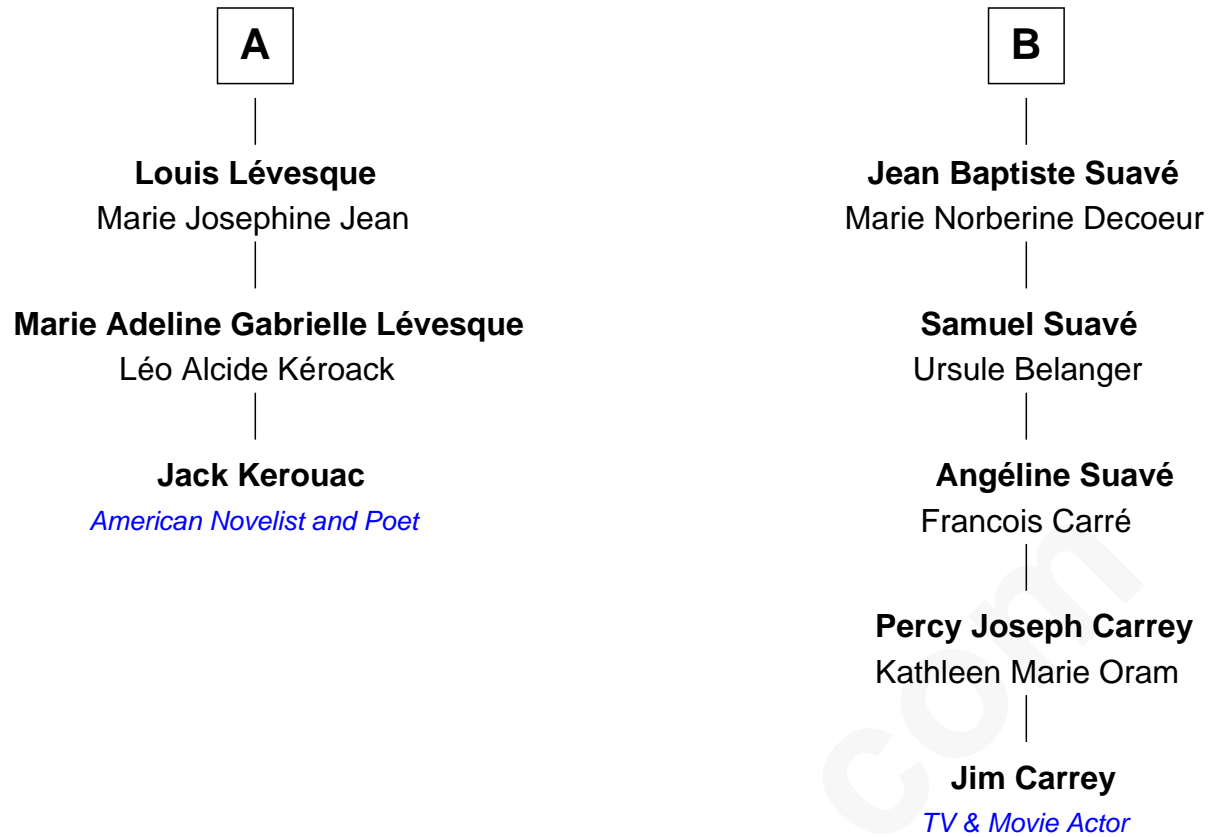 A
Louis Lévesque
Marie Josephine Jean
Marie Adeline Gabrielle Lévesque
Léo Alcide Kéroack
Jack Kerouac
American Novelist and Poet
B
Jean Baptiste Suavé
Marie Norberine Decoeur
Samuel Suavé
Ursule Belanger
Angéline Suavé
Francois Carré
Percy Joseph Carrey
Kathleen Marie Oram
Jim Carrey
TV & Movie Actor
com